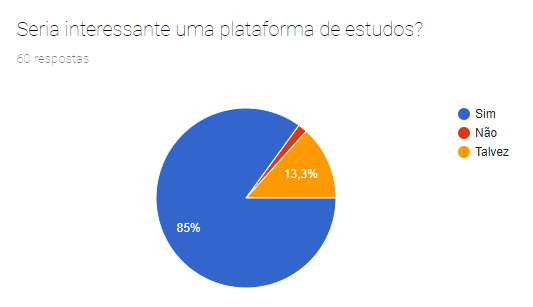 Seria interessante uma plataforma de estudos?
60 respostas
Sim
Não
Talvez
13,3%
85%